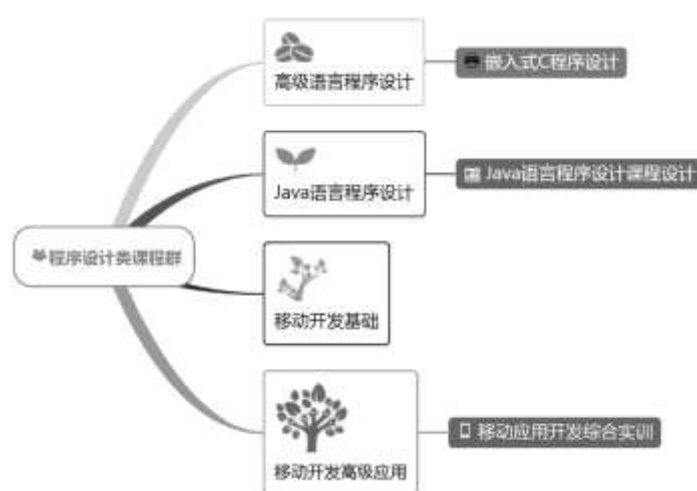 高级语言程序设计
嵌入式C程序设计
Java语言程序设计
Java语言程序设计课程设计
程序设计类课程群
移动开发基础
移动开发高级应用
移动应用开发综合实训